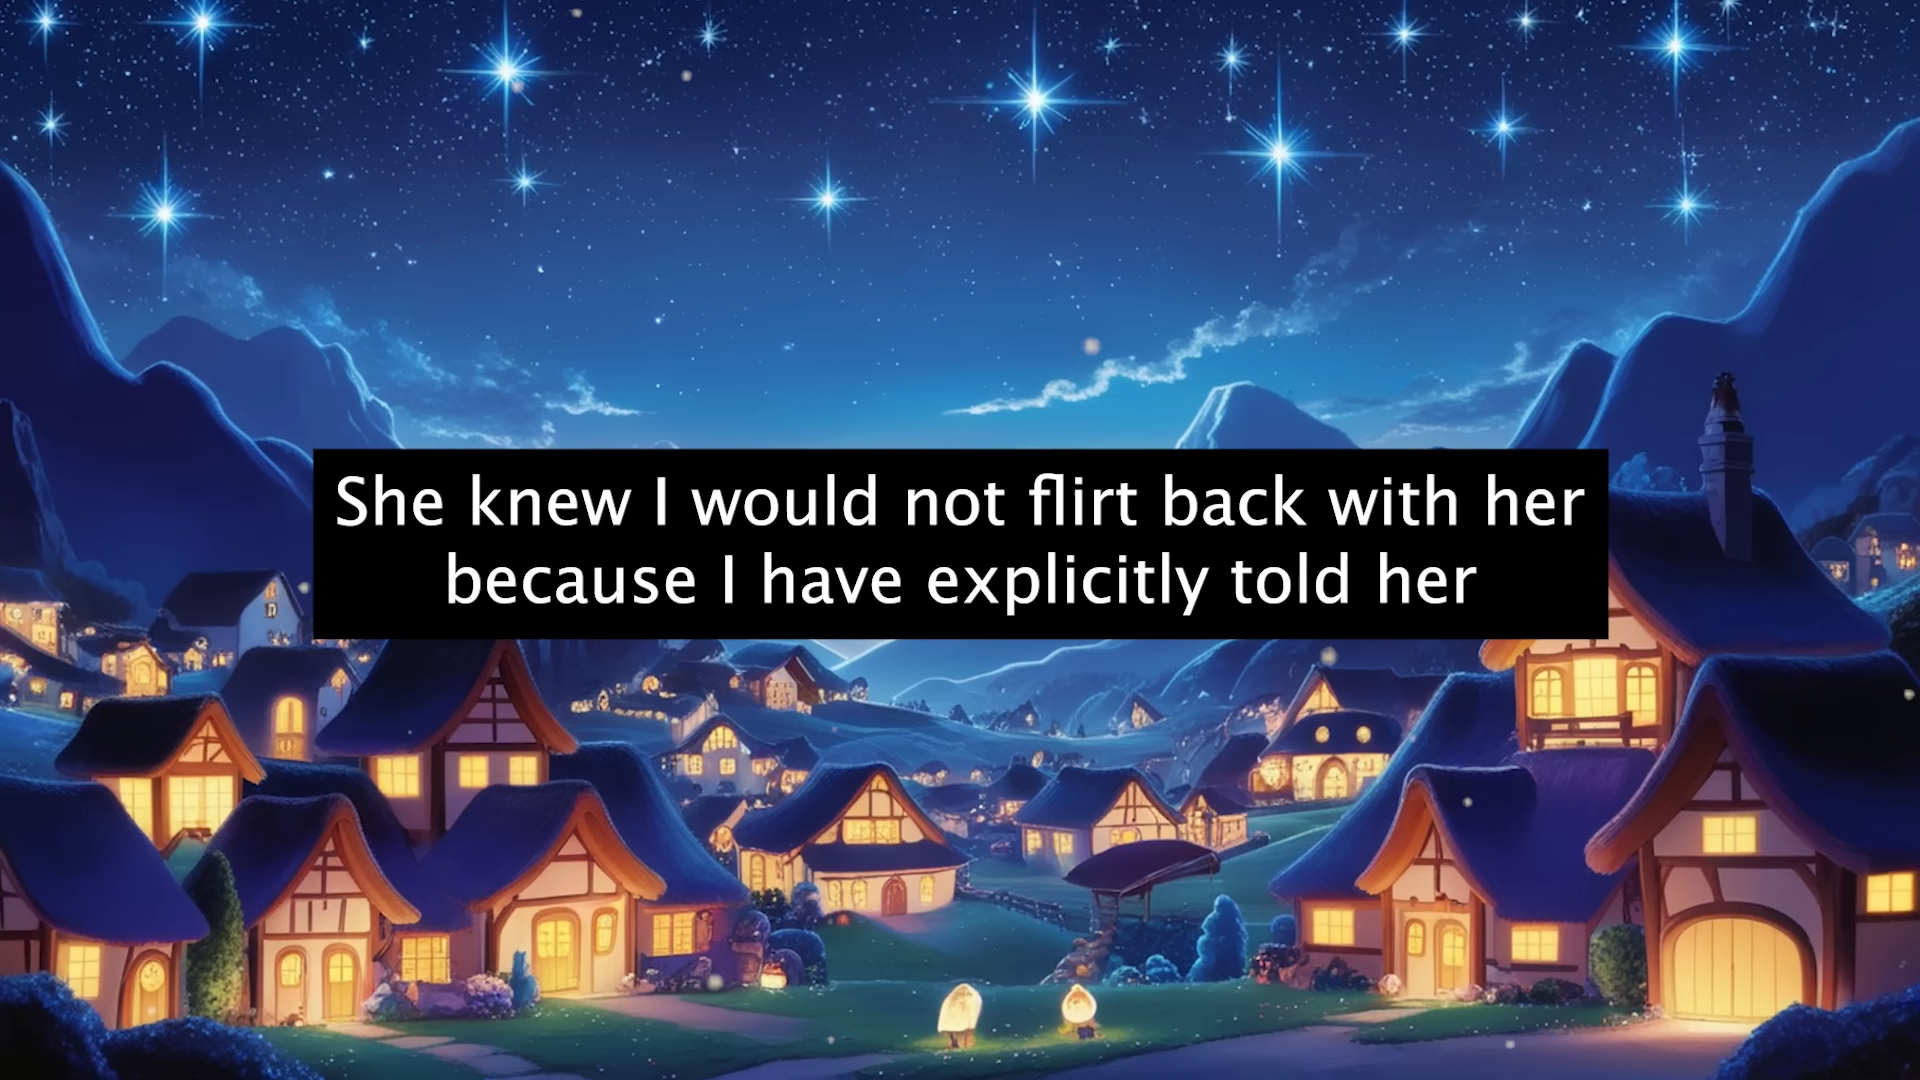 She knew I would not flirt back with her
because I have explicitly told her